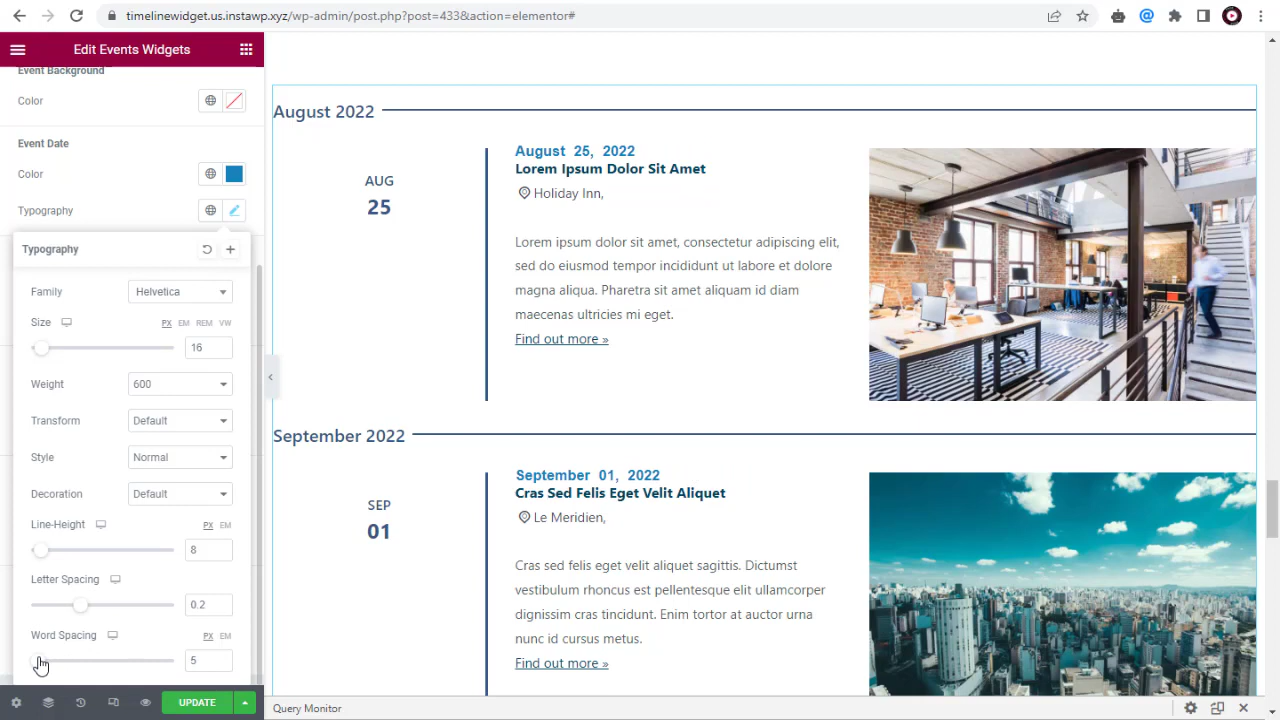 timelinewidget.us.instawp.xyz/wp-admin/post.php?post=433&action=elementor#
Edit Events Widgets
Event Background
Color
Event Date
Color
Typography
Typography
Family
Helvetica
Size
PX EM REM VW
16
Weight
600
Transform
Default
Style
Normal
Decoration
Default
Line-Height
PX EM
8
Letter Spacing
0.2
Word Spacing
PX EM
5
UPDATE
August 2022
AUG
25
August 25, 2022
Lorem Ipsum Dolor Sit Amet
Holiday Inn,
Lorem ipsum dolor sit amet, consectetur adipiscing elit,
sed do eiusmod tempor incididunt ut labore et dolore
magna aliqua. Pharetra sit amet aliquam id diam
maecenas ultricies mi eget.
Find out more »
September 2022
SEP
01
September 01, 2022
Cras Sed Felis Eget Velit Aliquet
Le Meridien,
Cras sed felis eget velit aliquet sagittis. Dictumst
vestibulum rhoncus est pellentesque elit ullamcorper
dignissim cras tincidunt. Enim tortor at auctor urna
nunc id cursus metus.
Find out more »
Query Monitor